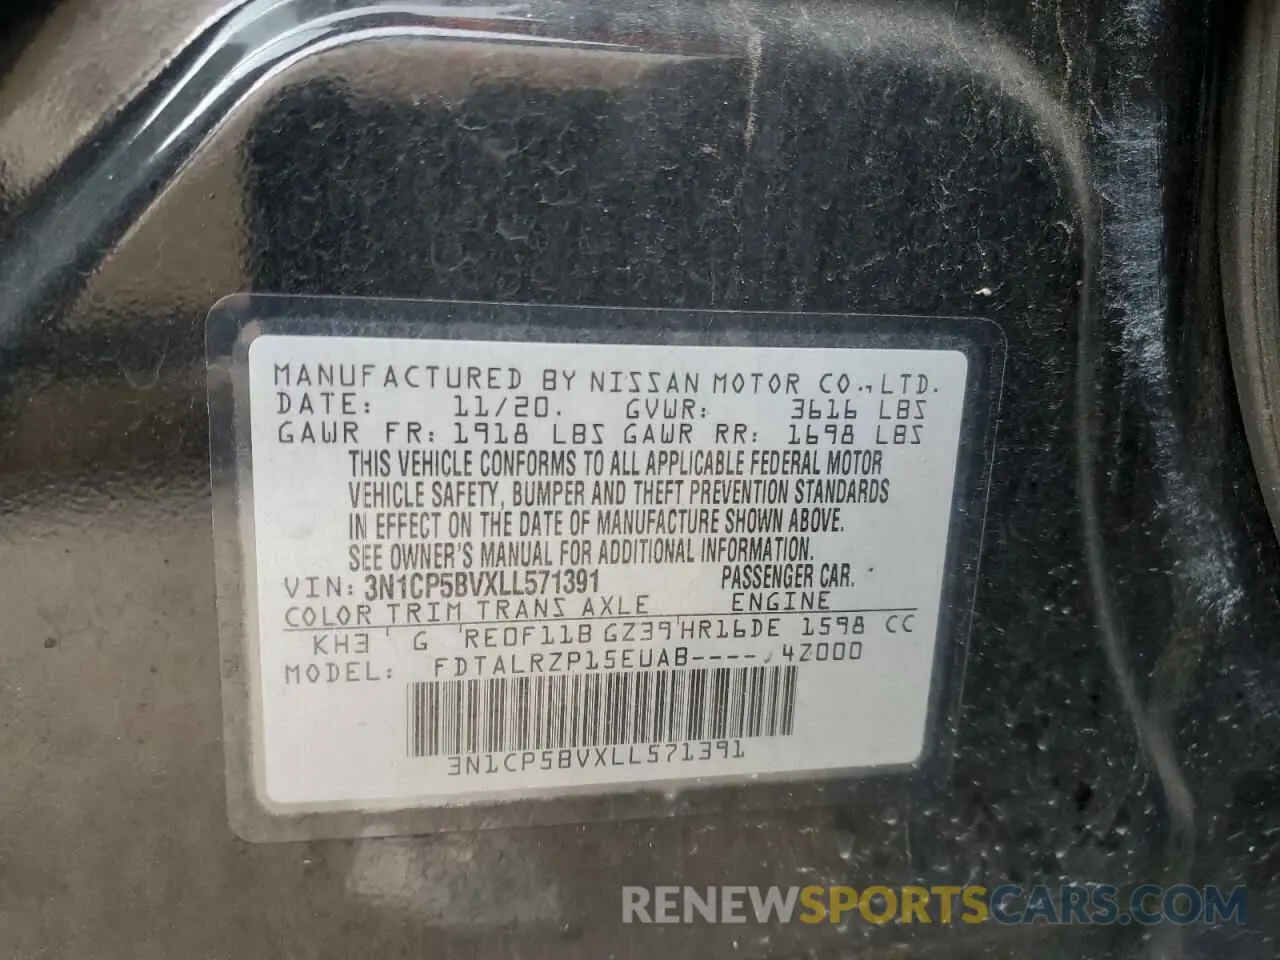 MANUFACTURED BY NISSAN MOTOR CO.,LTD.
DATE: 11/20. GVWR: 3616 LBS
GAWR FR: 1918 LBS GAWR RR: 1698 LBS
THIS VEHICLE CONFORMS TO ALL APPLICABLE FEDERAL MOTOR
VEHICLE SAFETY, BUMPER AND THEFT PREVENTION STANDARDS
IN EFFECT ON THE DATE OF MANUFACTURE SHOWN ABOVE.
SEE OWNER'S MANUAL FOR ADDITIONAL INFORMATION.
VIN: 3N1CP5BVXLL571391 PASSENGER CAR.
COLOR TRIM TRANS AXLE ENGINE
KH3 G RE0F11B GZ39 HR16DE 1598 CC
MODEL: FDTALRZP15EUAB----, 4Z000
3N1CP5BVXLL571391
RENEWSPORTSCARS.COM